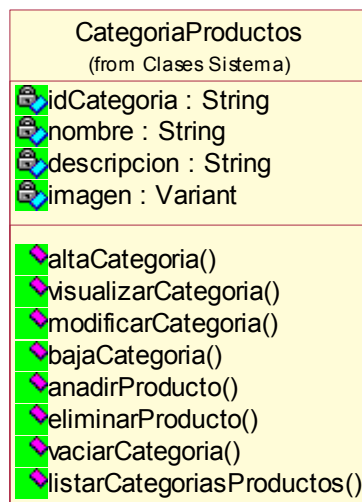 CategoriaProductos
(from Clases Sistema)
idCategoria : String
nombre : String
descripcion : String
imagen : Variant
altaCategoria()
visualizarCategoria()
modificarCategoria()
bajaCategoria()
anadirProducto()
eliminarProducto()
vaciarCategoria()
listarCategoriasProductos()